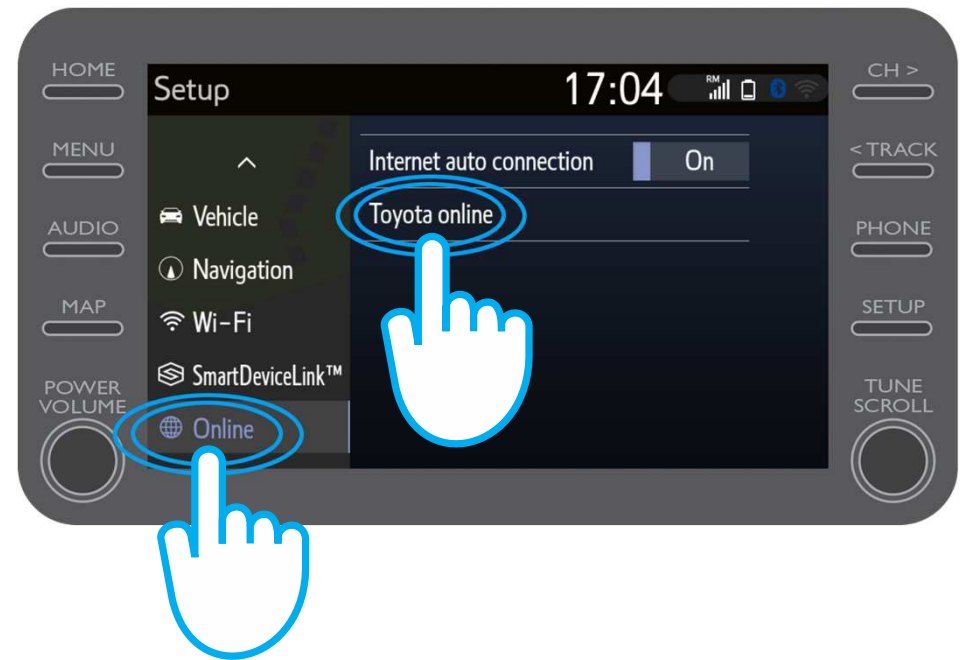 HOME
MENU
AUDIO
MAP
POWER
VOLUME
Setup
17:04
RM
Vehicle
Navigation
Wi-Fi
SmartDeviceLink™
Online
Internet auto connection On
Toyota online
CH >
< TRACK
PHONE
SETUP
TUNE
SCROLL